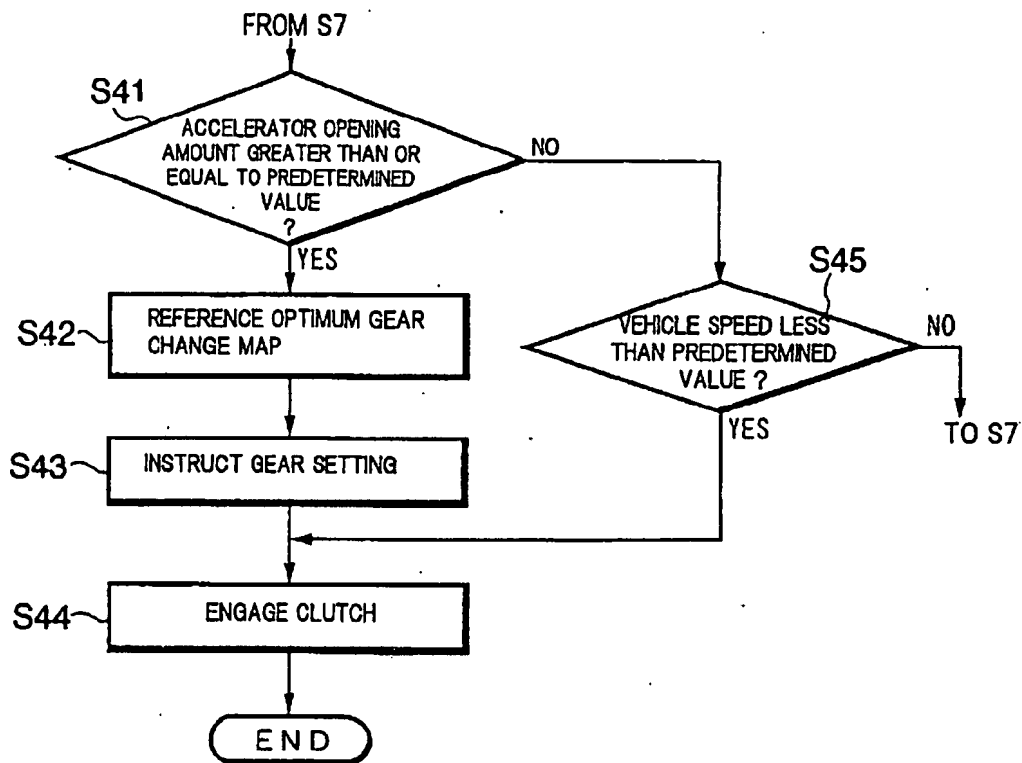 FROM S7
S41
ACCELERATOR OPENING
AMOUNT GREATER THAN OR
EQUAL TO PREDETERMINED
VALUE
?
NO
YES
S42
REFERENCE OPTIMUM GEAR
CHANGE MAP
S45
VEHICLE SPEED LESS
THAN PREDETERMINED
VALUE ?
NO
YES
TO S7
S43
INSTRUCT GEAR SETTING
S44
ENGAGE CLUTCH
END